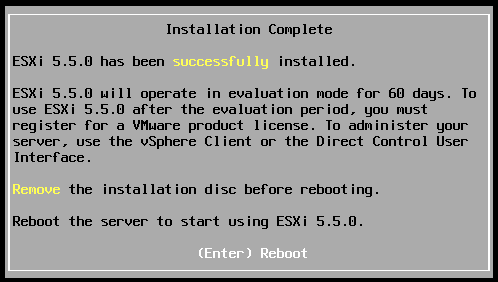 Installation Complete
ESXi 5.5.0 has been successfully installed.
ESXi 5.5.0 will operate in evaluation mode for 60 days. To
use ESXi 5.5.0 after the evaluation period, you must
register for a VMware product license. To administer your
server, use the vSphere Client or the Direct Control User
Interface.
Remove the installation disc before rebooting.
Reboot the server to start using ESXi 5.5.0.
(Enter) Reboot